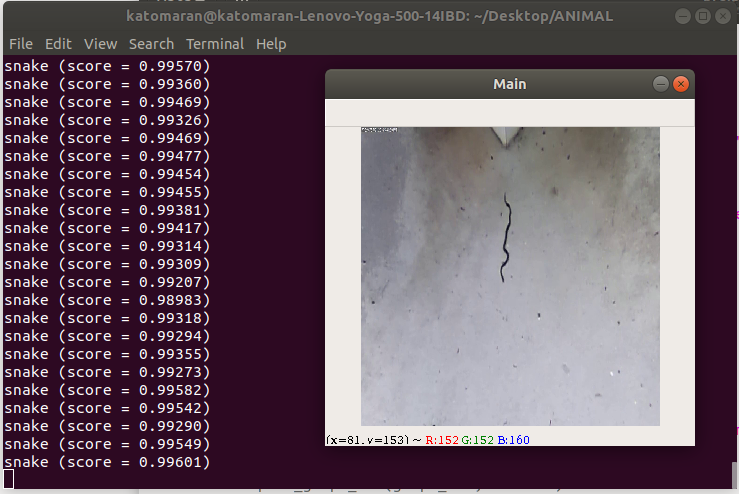 katomaran@katomaran-Lenovo-Yoga-500-14IBD: ~/Desktop/ANIMAL
File Edit View Search Terminal Help
snake (score = 0.99570)
snake (score = 0.99360)
snake (score = 0.99469)
snake (score = 0.99326)
snake (score = 0.99469)
snake (score = 0.99477)
snake (score = 0.99454)
snake (score = 0.99455)
snake (score = 0.99381)
snake (score = 0.99417)
snake (score = 0.99314)
snake (score = 0.99309)
snake (score = 0.99207)
snake (score = 0.98983)
snake (score = 0.99318)
snake (score = 0.99294)
snake (score = 0.99355)
snake (score = 0.99273)
snake (score = 0.99582)
snake (score = 0.99542)
snake (score = 0.99290)
snake (score = 0.99549)
snake (score = 0.99601)
Main
(x=81, y=153) ~ R:152 G:152 B:160